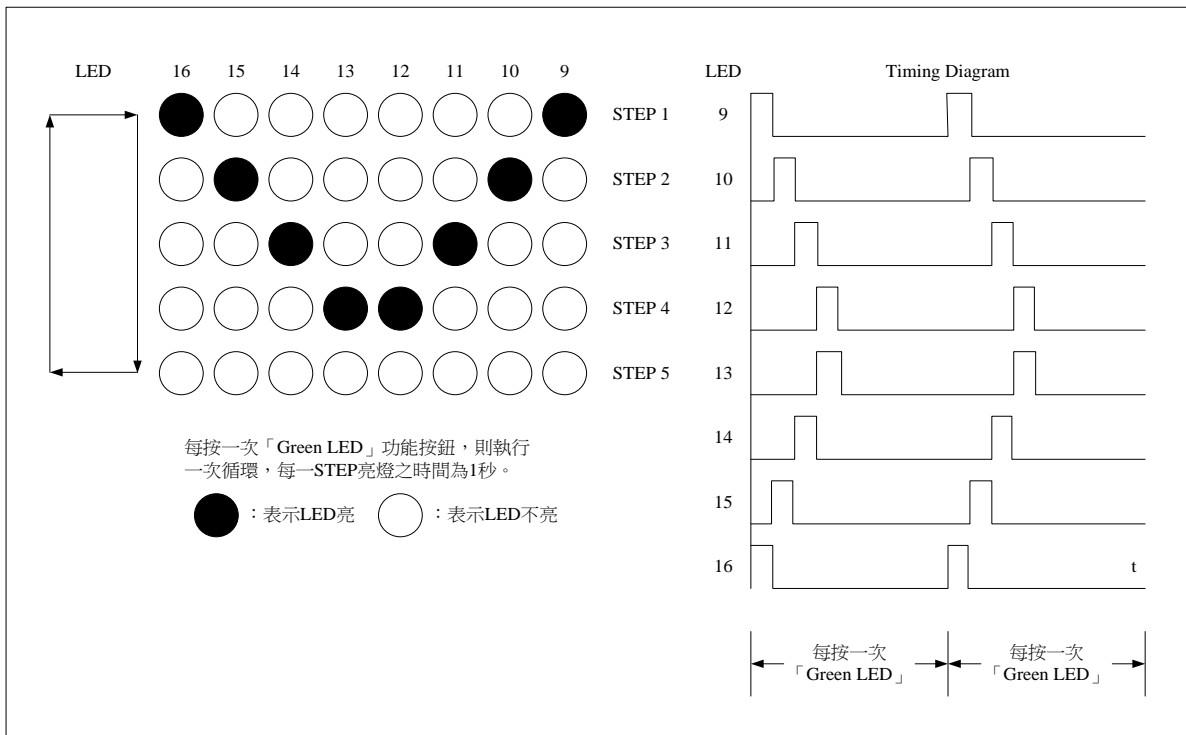 LED 16 15 14 13 12 11 10 9
STEP 1
STEP 2
STEP 3
STEP 4
STEP 5
每按一次「Green LED」功能按鈕，則執行
一次循環，每一STEP亮燈之時間為1秒。
：表示LED亮 ：表示LED不亮
LED Timing Diagram
9
10
11
12
13
14
15
16 t
每按一次 每按一次
「Green LED」 「Green LED」